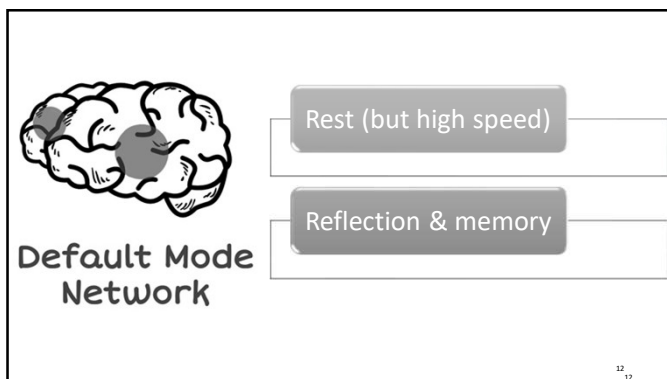 Rest (but high speed)
Reflection & memory
Default Mode
Network
12
12